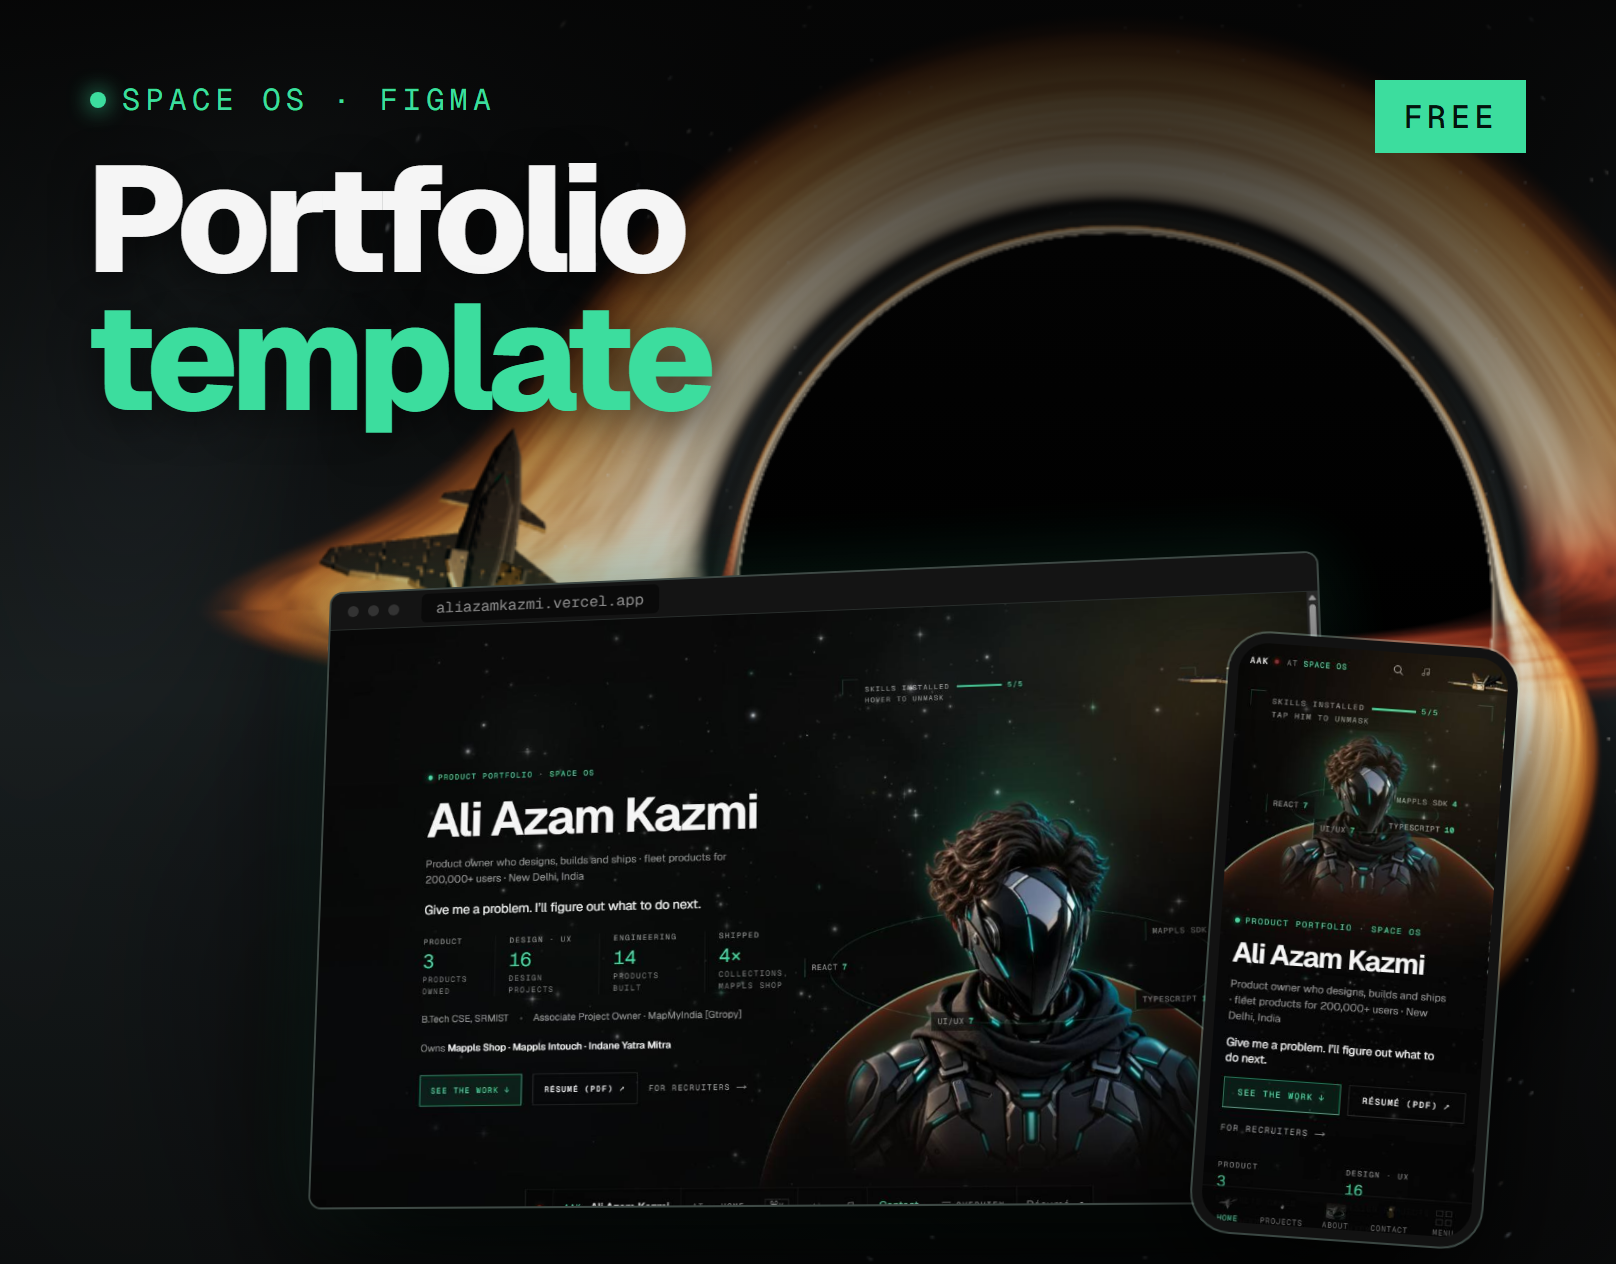 SPACE OS · FIGMA
FREE
Portfolio
template
aliazamkazmi.vercel.app
SKILLS INSTALLED 5/5
HOVER TO UNMASK
PRODUCT PORTFOLIO · SPACE OS
Ali Azam Kazmi
Product owner who designs, builds and ships · fleet products for
200,000+ users · New Delhi, India
Give me a problem. I'll figure out what to do next.
PRODUCT
3
PRODUCTS
OWNED
DESIGN · UX
16
DESIGN
PROJECTS
ENGINEERING
14
PRODUCTS
BUILT
SHIPPED
4×
COLLECTIONS,
MAPPLS SHOP
B.Tech CSE, SRMIST · Associate Project Owner · MapMyIndia [Gtropy]
Owns Mappls Shop · Mappls Intouch · Indane Yatra Mitra
SEE THE WORK ↓
RÉSUMÉ (PDF) ↗
FOR RECRUITERS →
REACT 7
MAPPLS SDK
TYPESCRIPT
UI/UX 7
Ali Azam Kazmi
Contact
AAK AT SPACE OS
SKILLS INSTALLED 5/5
TAP HIM TO UNMASK
REACT 7
MAPPLS SDK 4
UI/UX 7
TYPESCRIPT 10
PRODUCT PORTFOLIO · SPACE OS
Ali Azam Kazmi
Product owner who designs, builds and ships
· fleet products for 200,000+ users · New
Delhi, India
Give me a problem. I'll figure out what to
do next.
SEE THE WORK ↓
RÉSUMÉ (PDF) ↗
FOR RECRUITERS →
PRODUCT
3
DESIGN · UX
16
HOME
PROJECTS
ABOUT
CONTACT
MENU